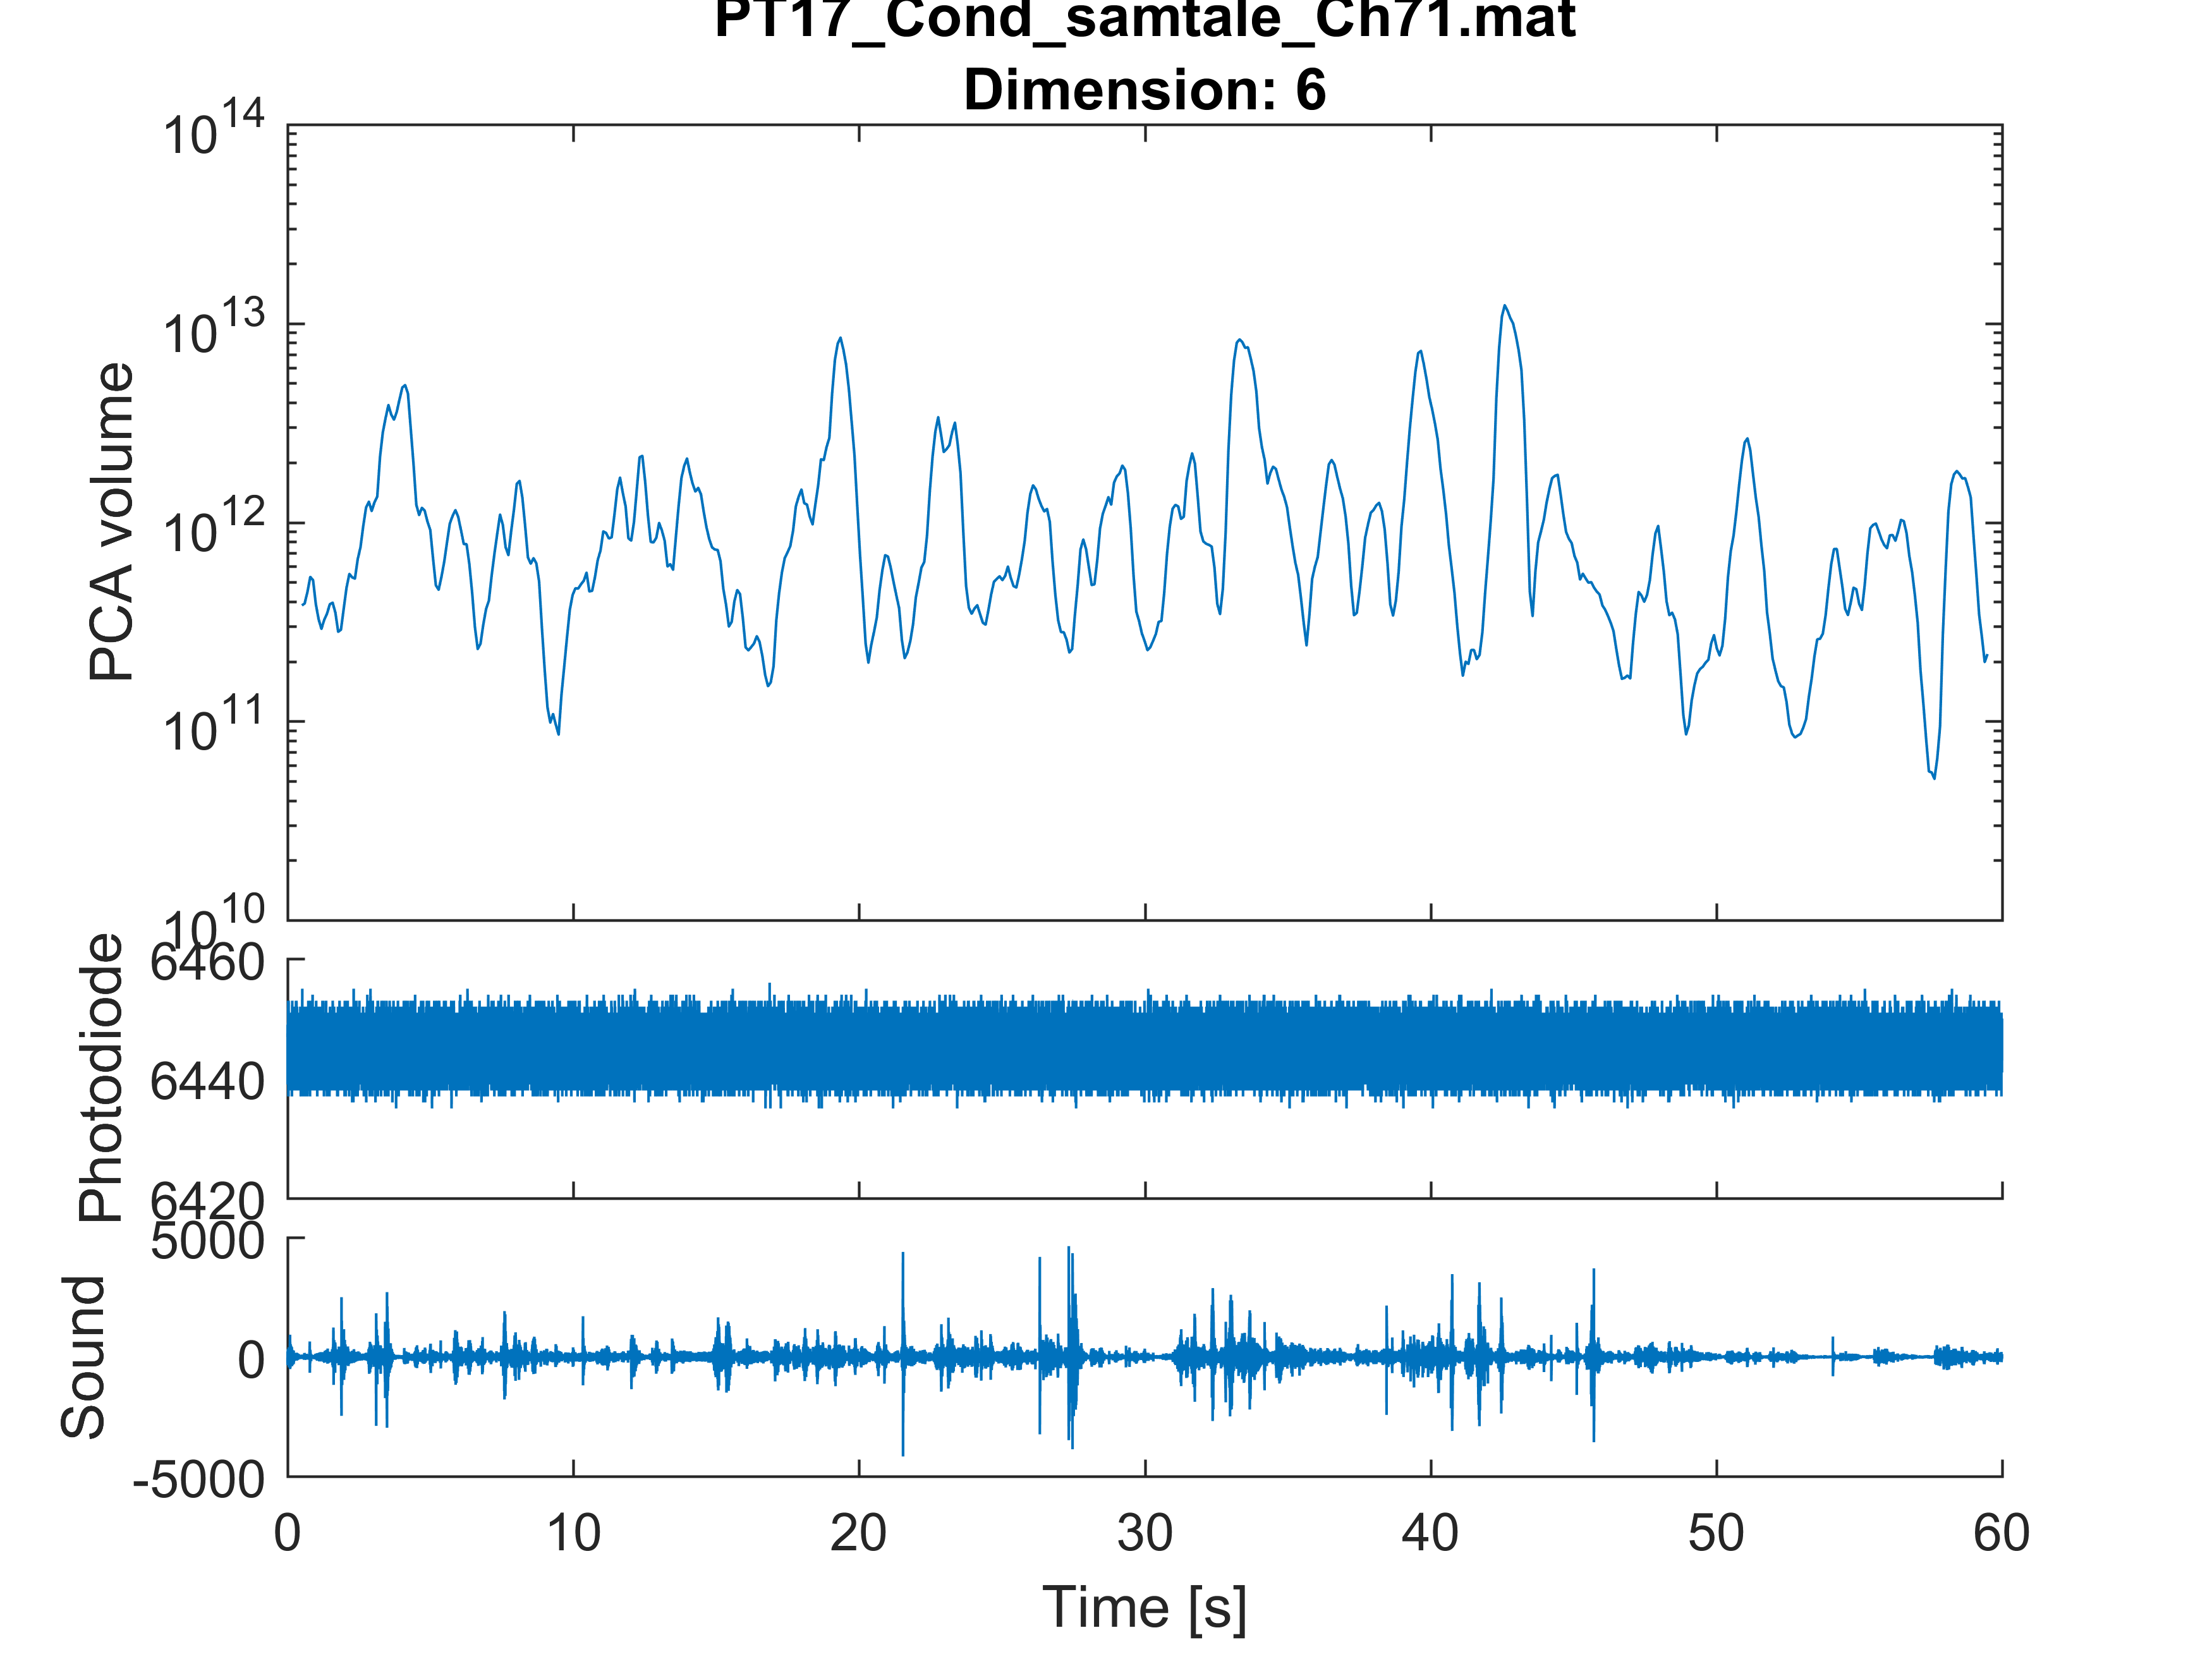 PT17_Cond_samtale_Ch71.mat
Dimension: 6
PCA volume
10^14
10^13
10^12
10^11
10^10
Photodiode
6460
6440
6420
Sound
5000
0
-5000
0 10 20 30 40 50 60
Time [s]